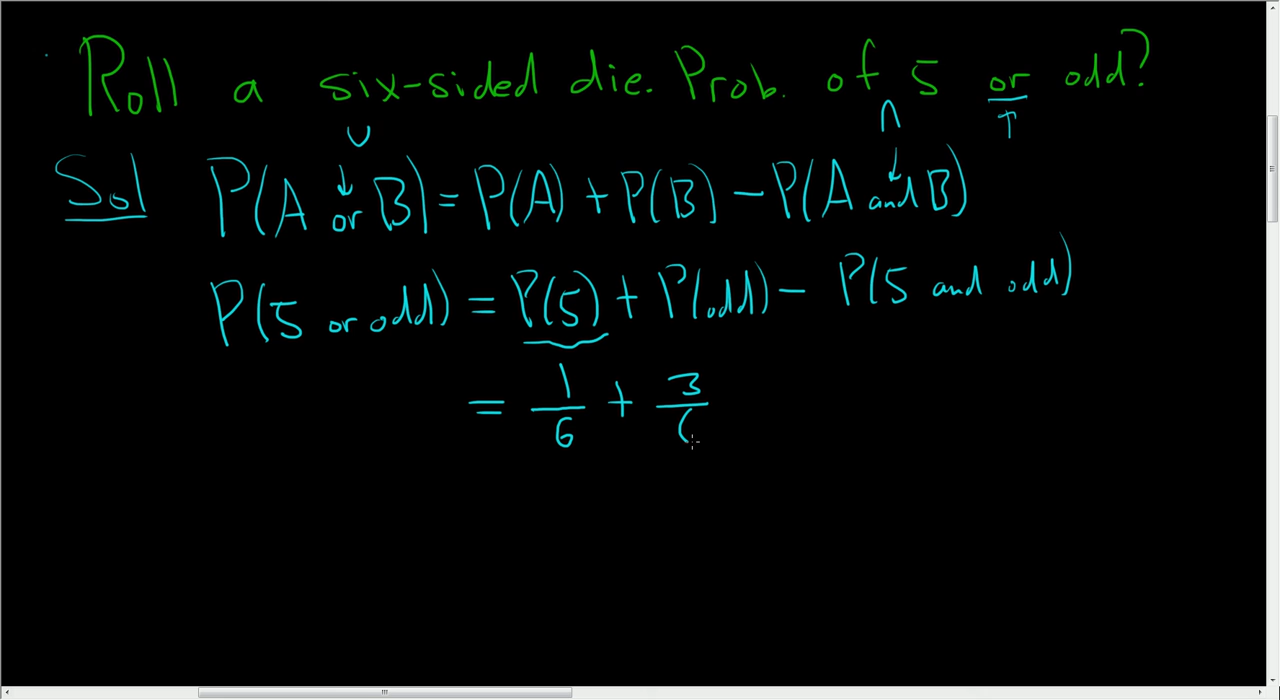 Roll a six-sided die. Prob. of 5 or odd?
∪ ∩ ↑
Sol P(A or B) = P(A) + P(B) - P(A and B)
P(5 or odd) = P(5) + P(odd) - P(5 and odd)
= 1/6 + 3/